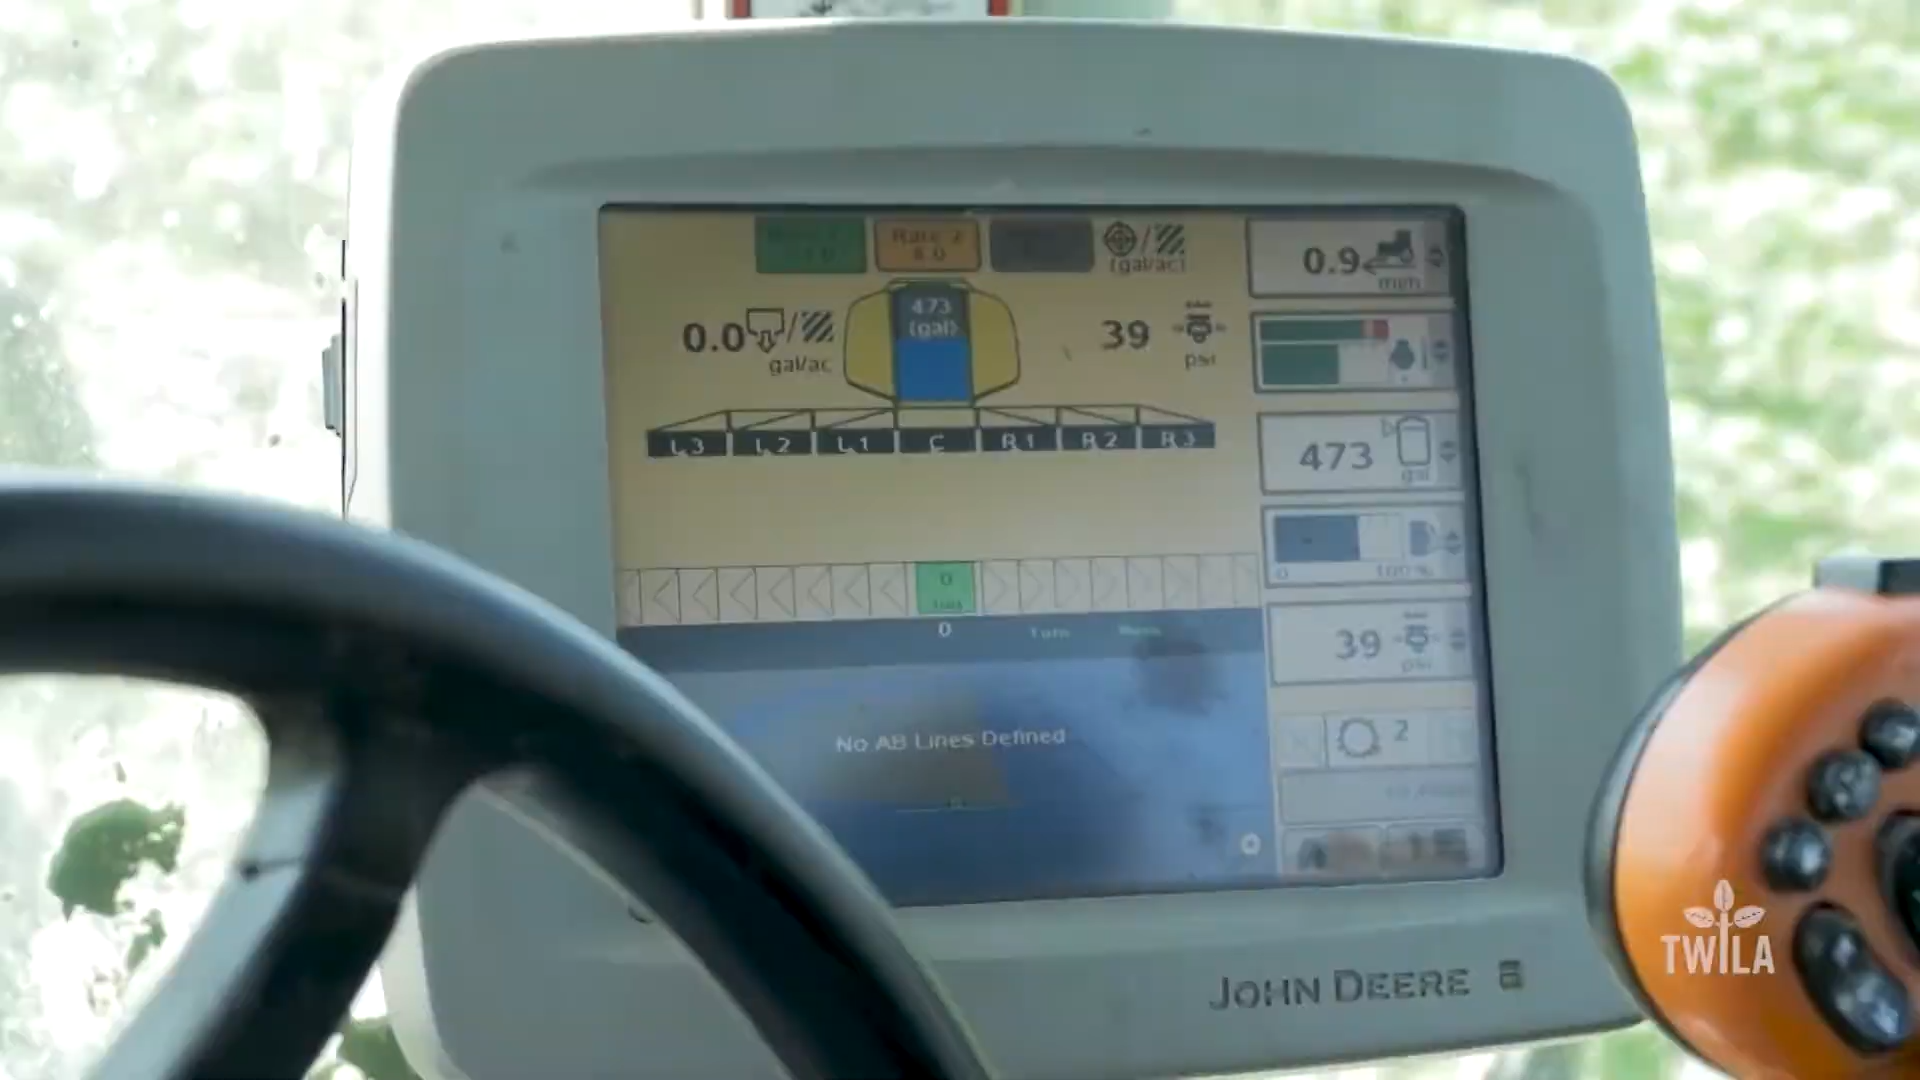 Rate 2
(gal/ac)
0.9
mph
473
(gal)
0.0
gal/ac
39
psi
L3 L2 L1 C R1 R2 R3
473
gal
0 100 %
0
0 Turn
39
psi
No AB Lines Defined
2
JOHN DEERE
TWILA